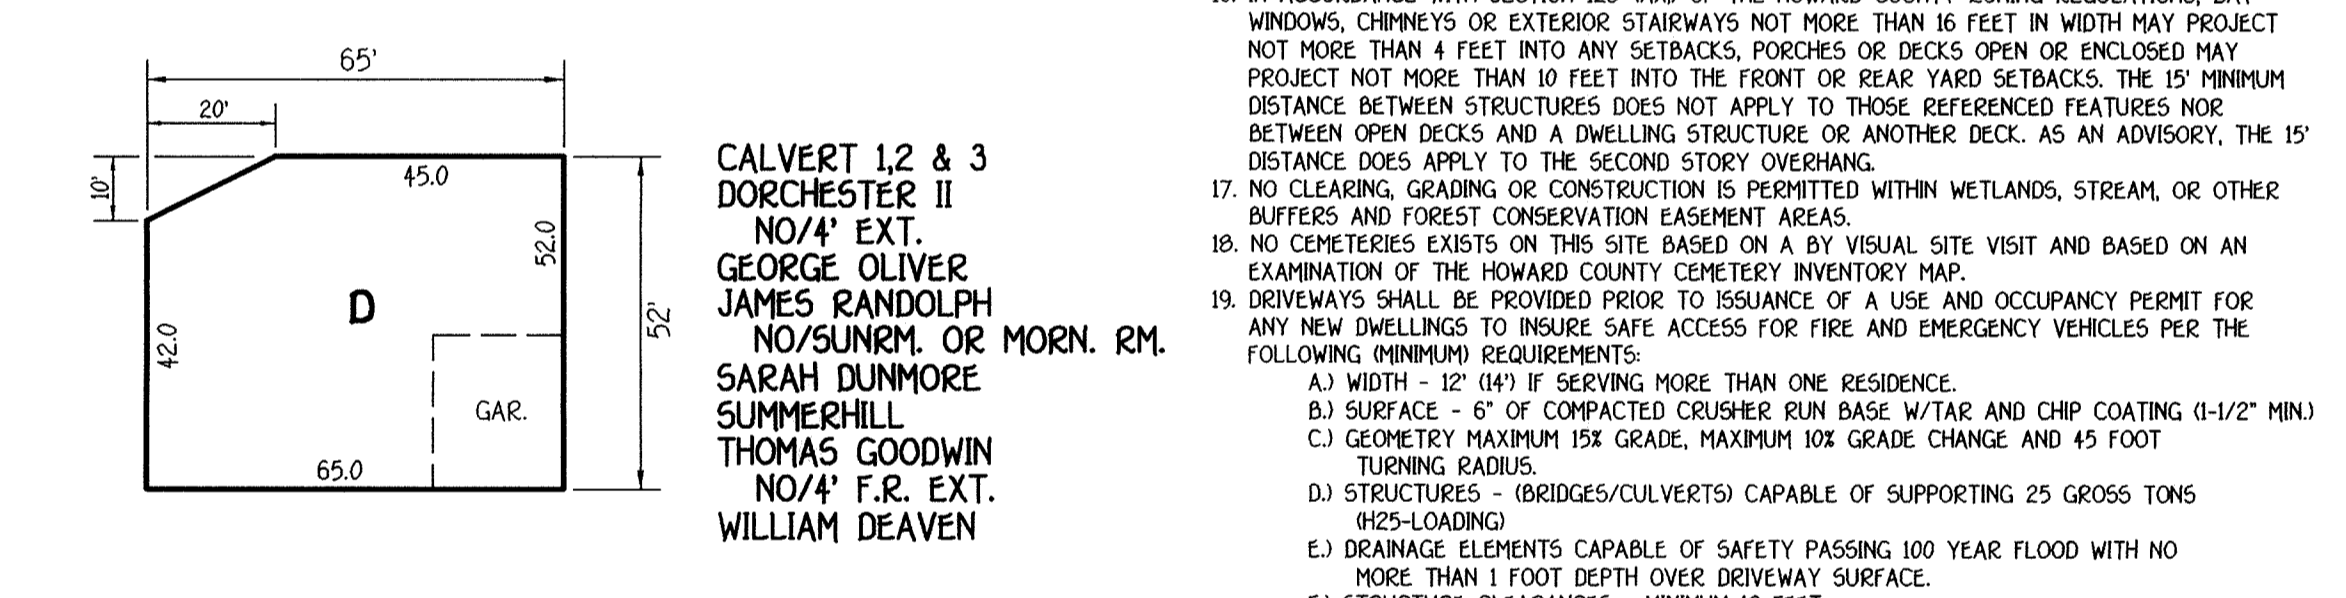 65'
20'
10'
45.0
52.0
52'
D
42.0
GAR.
65.0
CALVERT 1,2 & 3
DORCHESTER II
NO/4' EXT.
GEORGE OLIVER
JAMES RANDOLPH
NO/SUNRM. OR MORN. RM.
SARAH DUNMORE
SUMMERHILL
THOMAS GOODWIN
NO/4' F.R. EXT.
WILLIAM DEAVEN
WINDOWS, CHIMNEYS OR EXTERIOR STAIRWAYS NOT MORE THAN 16 FEET IN WIDTH MAY PROJECT
NOT MORE THAN 4 FEET INTO ANY SETBACKS, PORCHES OR DECKS OPEN OR ENCLOSED MAY
PROJECT NOT MORE THAN 10 FEET INTO THE FRONT OR REAR YARD SETBACKS. THE 15' MINIMUM
DISTANCE BETWEEN STRUCTURES DOES NOT APPLY TO THOSE REFERENCED FEATURES NOR
BETWEEN OPEN DECKS AND A DWELLING STRUCTURE OR ANOTHER DECK. AS AN ADVISORY, THE 15'
DISTANCE DOES APPLY TO THE SECOND STORY OVERHANG.
17. NO CLEARING, GRADING OR CONSTRUCTION IS PERMITTED WITHIN WETLANDS, STREAM, OR OTHER
BUFFERS AND FOREST CONSERVATION EASEMENT AREAS.
18. NO CEMETERIES EXISTS ON THIS SITE BASED ON A BY VISUAL SITE VISIT AND BASED ON AN
EXAMINATION OF THE HOWARD COUNTY CEMETERY INVENTORY MAP.
19. DRIVEWAYS SHALL BE PROVIDED PRIOR TO ISSUANCE OF A USE AND OCCUPANCY PERMIT FOR
ANY NEW DWELLINGS TO INSURE SAFE ACCESS FOR FIRE AND EMERGENCY VEHICLES PER THE
FOLLOWING (MINIMUM) REQUIREMENTS:
A.) WIDTH - 12' (14') IF SERVING MORE THAN ONE RESIDENCE.
B.) SURFACE - 6" OF COMPACTED CRUSHER RUN BASE W/TAR AND CHIP COATING (1-1/2" MIN.)
C.) GEOMETRY MAXIMUM 15% GRADE, MAXIMUM 10% GRADE CHANGE AND 45 FOOT
TURNING RADIUS.
D.) STRUCTURES - (BRIDGES/CULVERTS) CAPABLE OF SUPPORTING 25 GROSS TONS
(H25-LOADING)
E.) DRAINAGE ELEMENTS CAPABLE OF SAFETY PASSING 100 YEAR FLOOD WITH NO
MORE THAN 1 FOOT DEPTH OVER DRIVEWAY SURFACE.